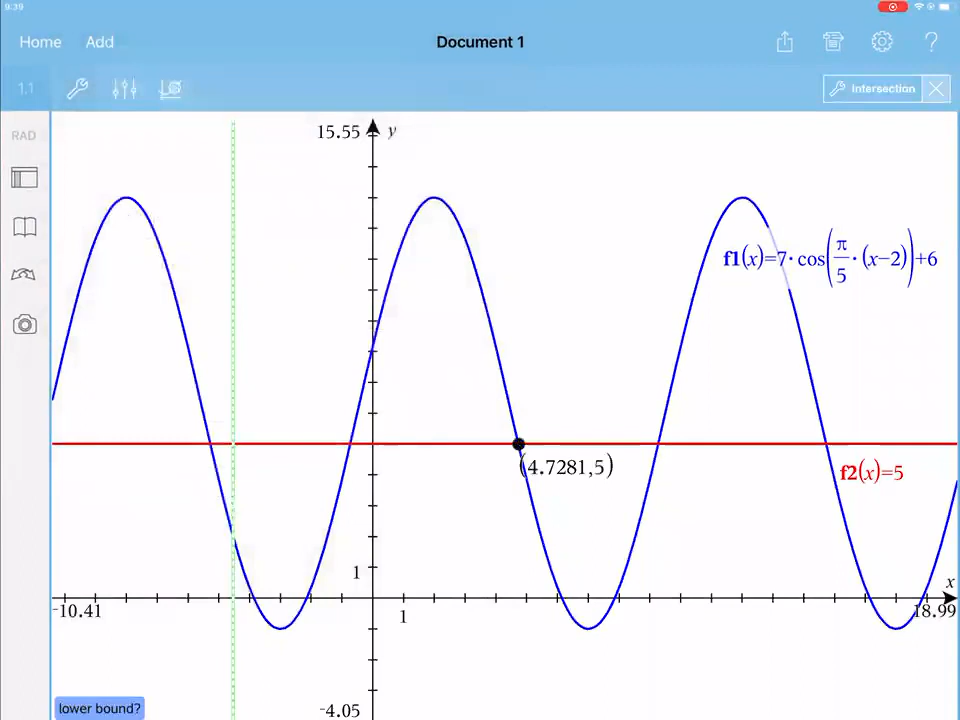 9:39
Home Add Document 1
1.1 Intersection
RAD
15.55 y
f1(x)=7·cos(π/5·(x−2))+6
(4.7281,5)
f2(x)=5
1
x
-10.41 1 18.99
lower bound? -4.05